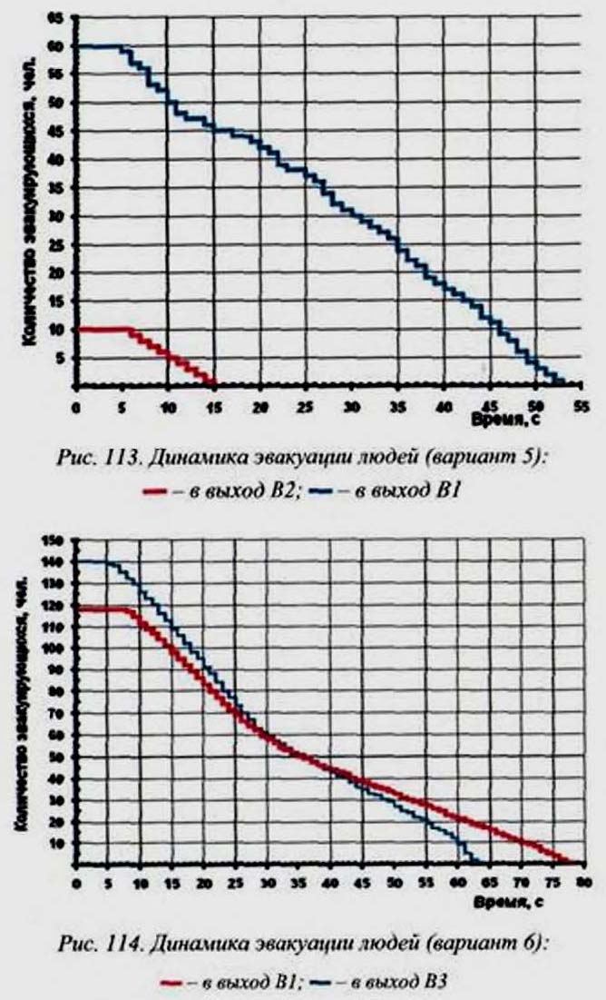 Количество эвакуирующихся, чел.
65
60
55
50
45
40
35
30
25
20
15
10
5
0 5 10 15 20 25 30 35 40 45 50 55
Время, с
Рис. 113. Динамика эвакуации людей (вариант 5):
– в выход В2; – в выход В1
Количество эвакуирующихся, чел.
150
140
130
120
110
100
90
80
70
60
50
40
30
20
10
0 5 10 15 20 25 30 35 40 45 50 55 60 65 70 75 80
Время, с
Рис. 114. Динамика эвакуации людей (вариант 6):
– в выход В1; – в выход В3